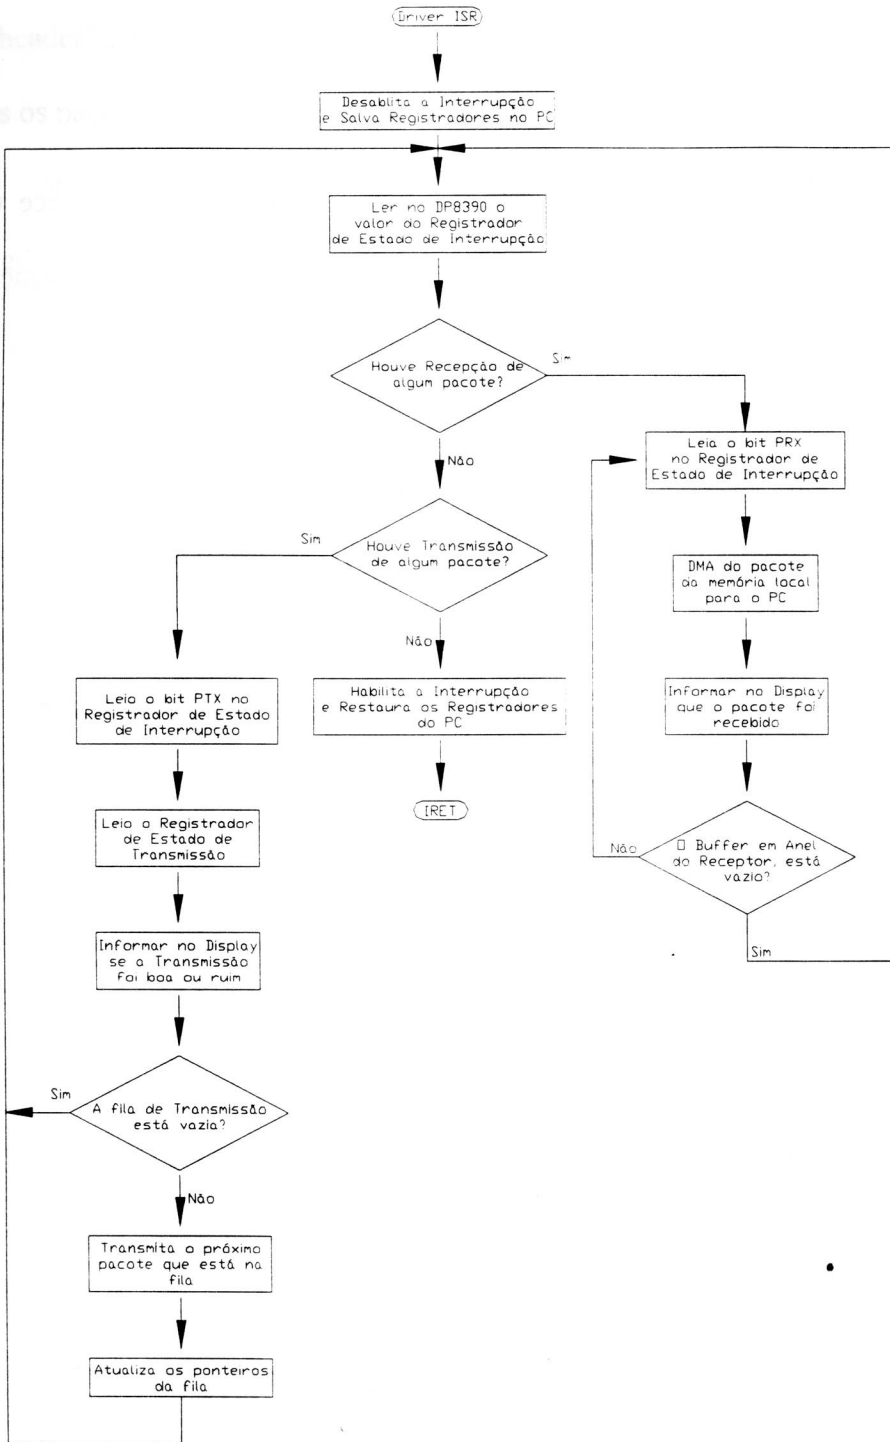 Driver ISR
Desablita a Interrupção
e Salva Registradores no PC
Ler no DP8390 o
valor do Registrador
de Estado de Interrupção
Houve Recepção de
algum pacote?
Sim
Não
Leia o bit PRX
no Registrador de
Estado de Interrupção
DMA do pacote
da memória local
para o PC
Informar no Display
que o pacote foi
recebido
O Buffer em Anel
do Receptor, está
vazio?
Não
Sim
Houve Transmissão
de algum pacote?
Sim
Não
Habilita a Interrupção
e Restaura os Registradores
do PC
IRET
Leia o bit PTX no
Registrador de Estado
de Interrupção
Leia o Registrador
de Estado de
Transmissão
Informar no Display
se a Transmissão
foi boa ou ruim
A fila de Transmissão
está vazia?
Sim
Não
Transmita o próximo
pacote que está na
fila
Atualiza os ponteiros
da fila